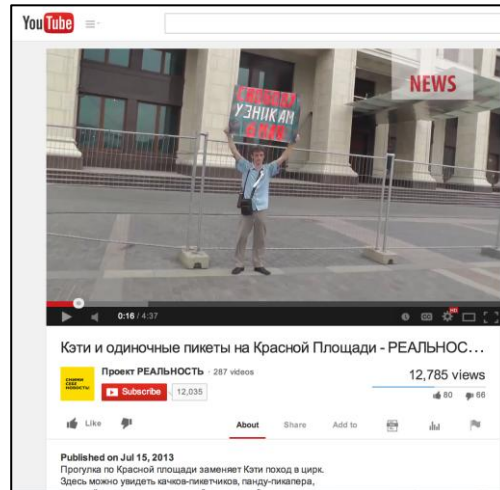 YouTube
NEWS
СВОБОДУ
УЗНИКАМ
0:16 / 4:37
HD
Кэти и одиночные пикеты на Красной Площади - РЕАЛЬНОС...
Проект РЕАЛЬНОСТЬ · 287 videos
Subscribe 12,035
12,785 views
80 66
Like
About Share Add to
Published on Jul 15, 2013
Прогулка по Красной площади заменяет Кэти поход в цирк.
Здесь можно увидеть качков-пикетчиков, панду-пикапера,